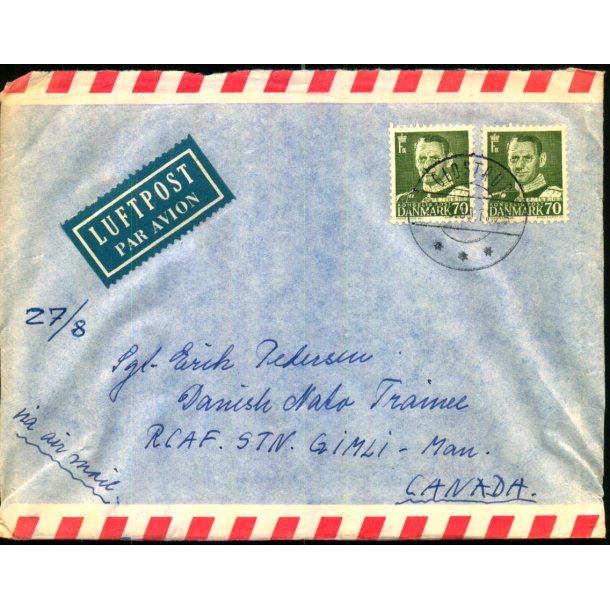 LUFTPOST
PAR AVION
DANMARK 70
DANMARK 70
27/8
Sgt. Erik Pedersen
Danish Nato Trainee
RCAF. STN. GIMLI - Man.
CANADA.
via air mail.